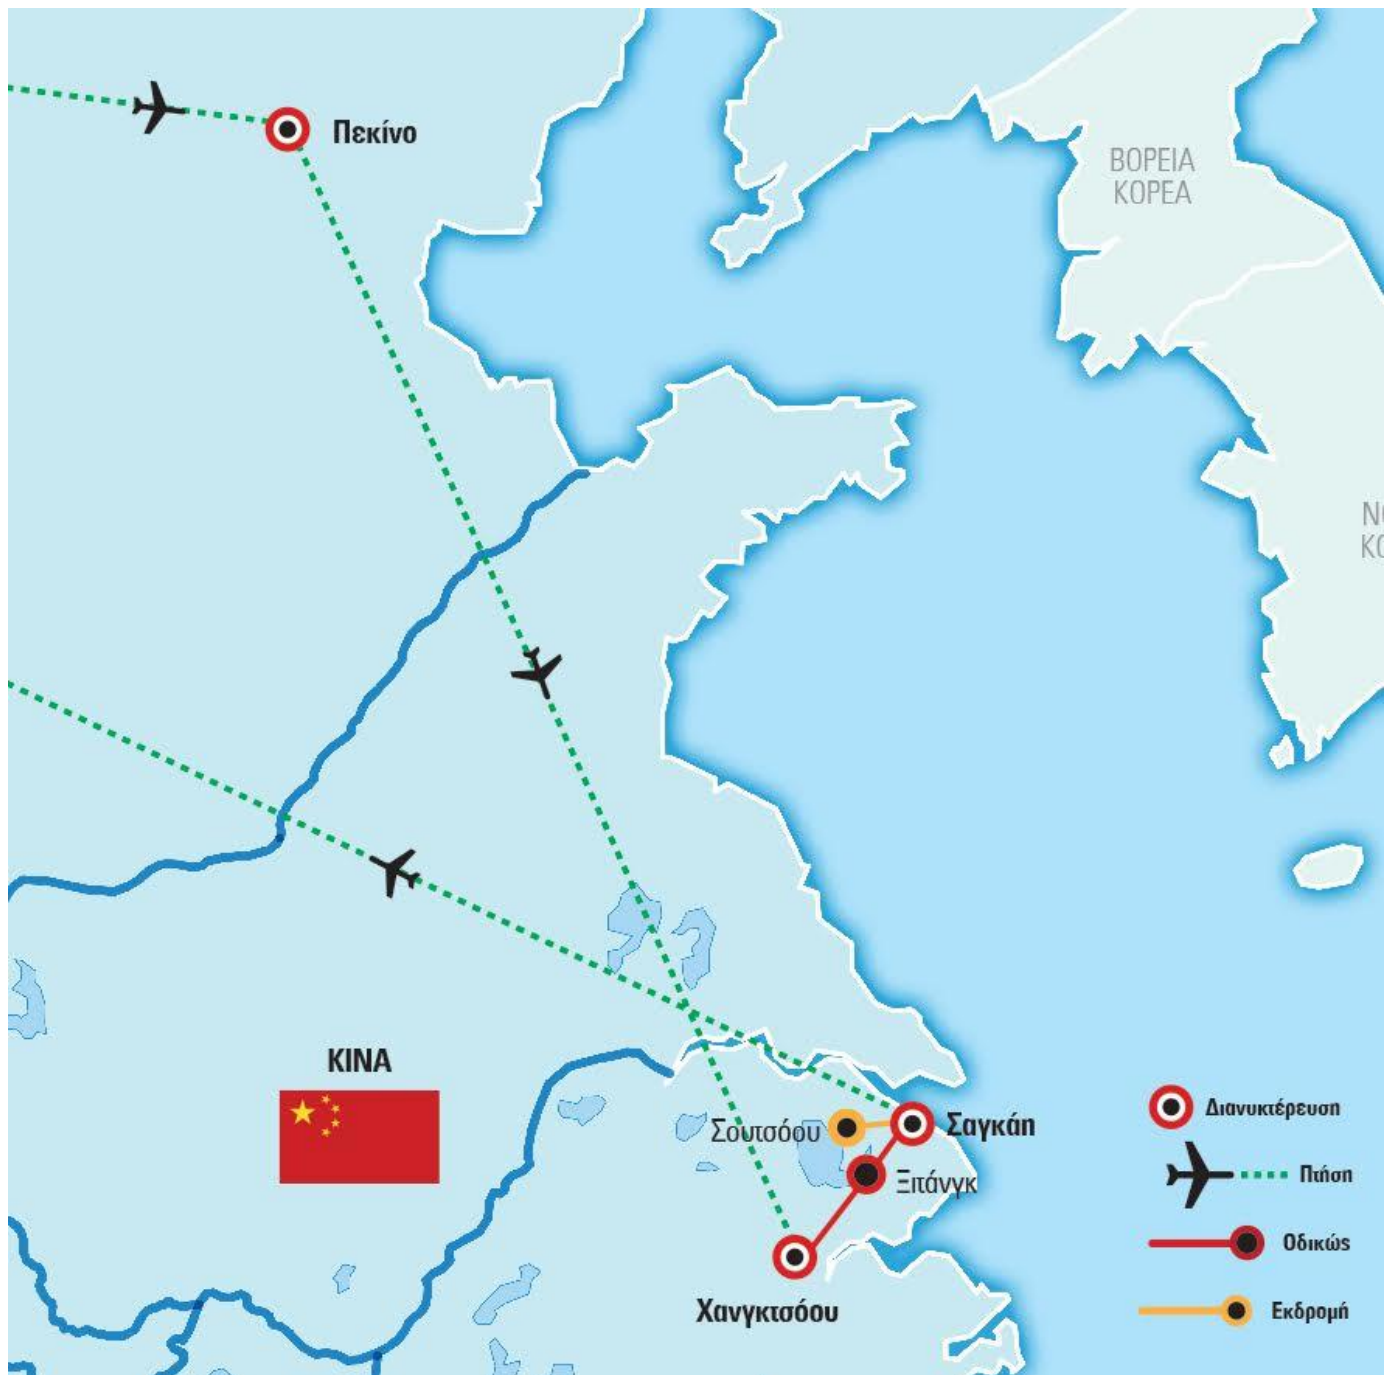 Πεκίνο
ΒΟΡΕΙΑ
ΚΟΡΕΑ
ΚΙΝΑ
Σουτσόου
Σαγκάη
Ξιτάνγκ
Χανγκτσόου
Διανυκτέρευση
Πτήση
Οδικώς
Εκδρομή